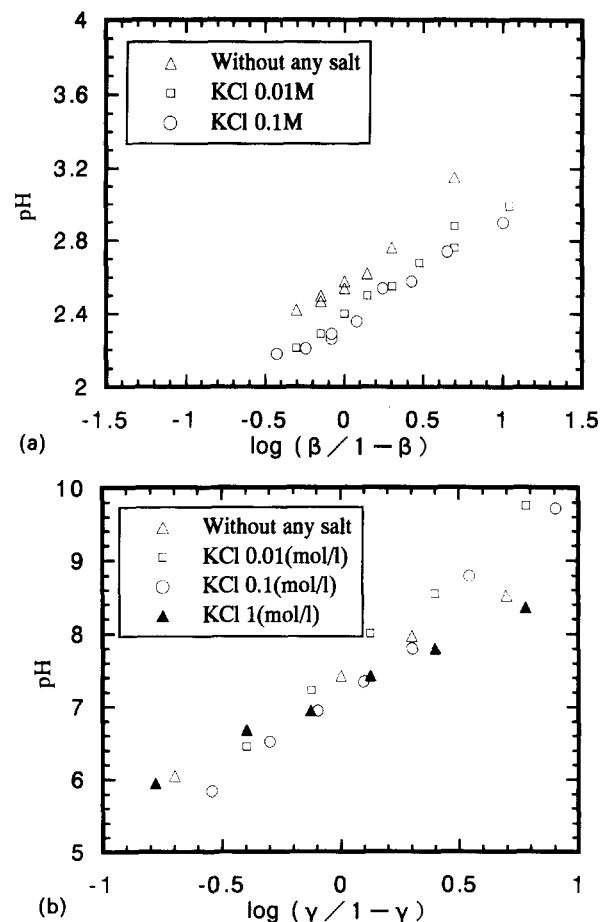 4
3.6
3.2
2.8
2.4
2
pH
△ Without any salt
□ KCl 0.01M
○ KCl 0.1M
-1.5 -1 -0.5 0 0.5 1 1.5
(a) log (β/1-β)
10
9
8
7
6
5
pH
△ Without any salt
□ KCl 0.01(mol/l)
○ KCl 0.1(mol/l)
▲ KCl 1(mol/l)
-1 -0.5 0 0.5 1
(b) log (γ/1-γ)